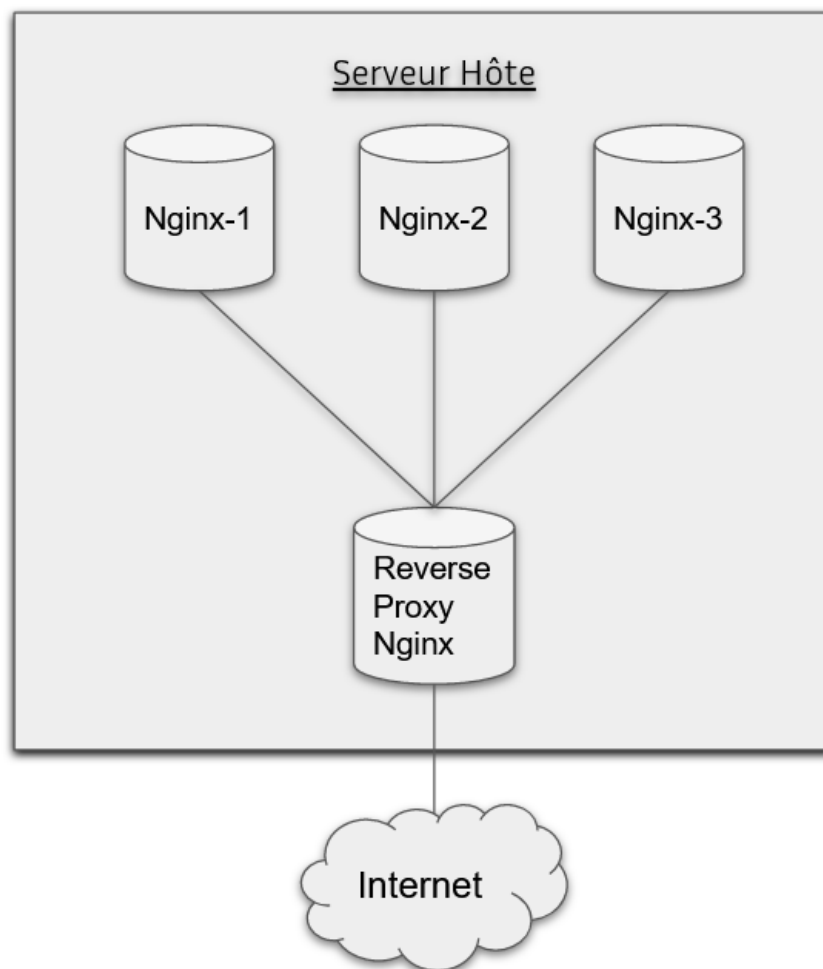 Serveur Hôte
Nginx-1
Nginx-2
Nginx-3
Reverse
Proxy
Nginx
Internet